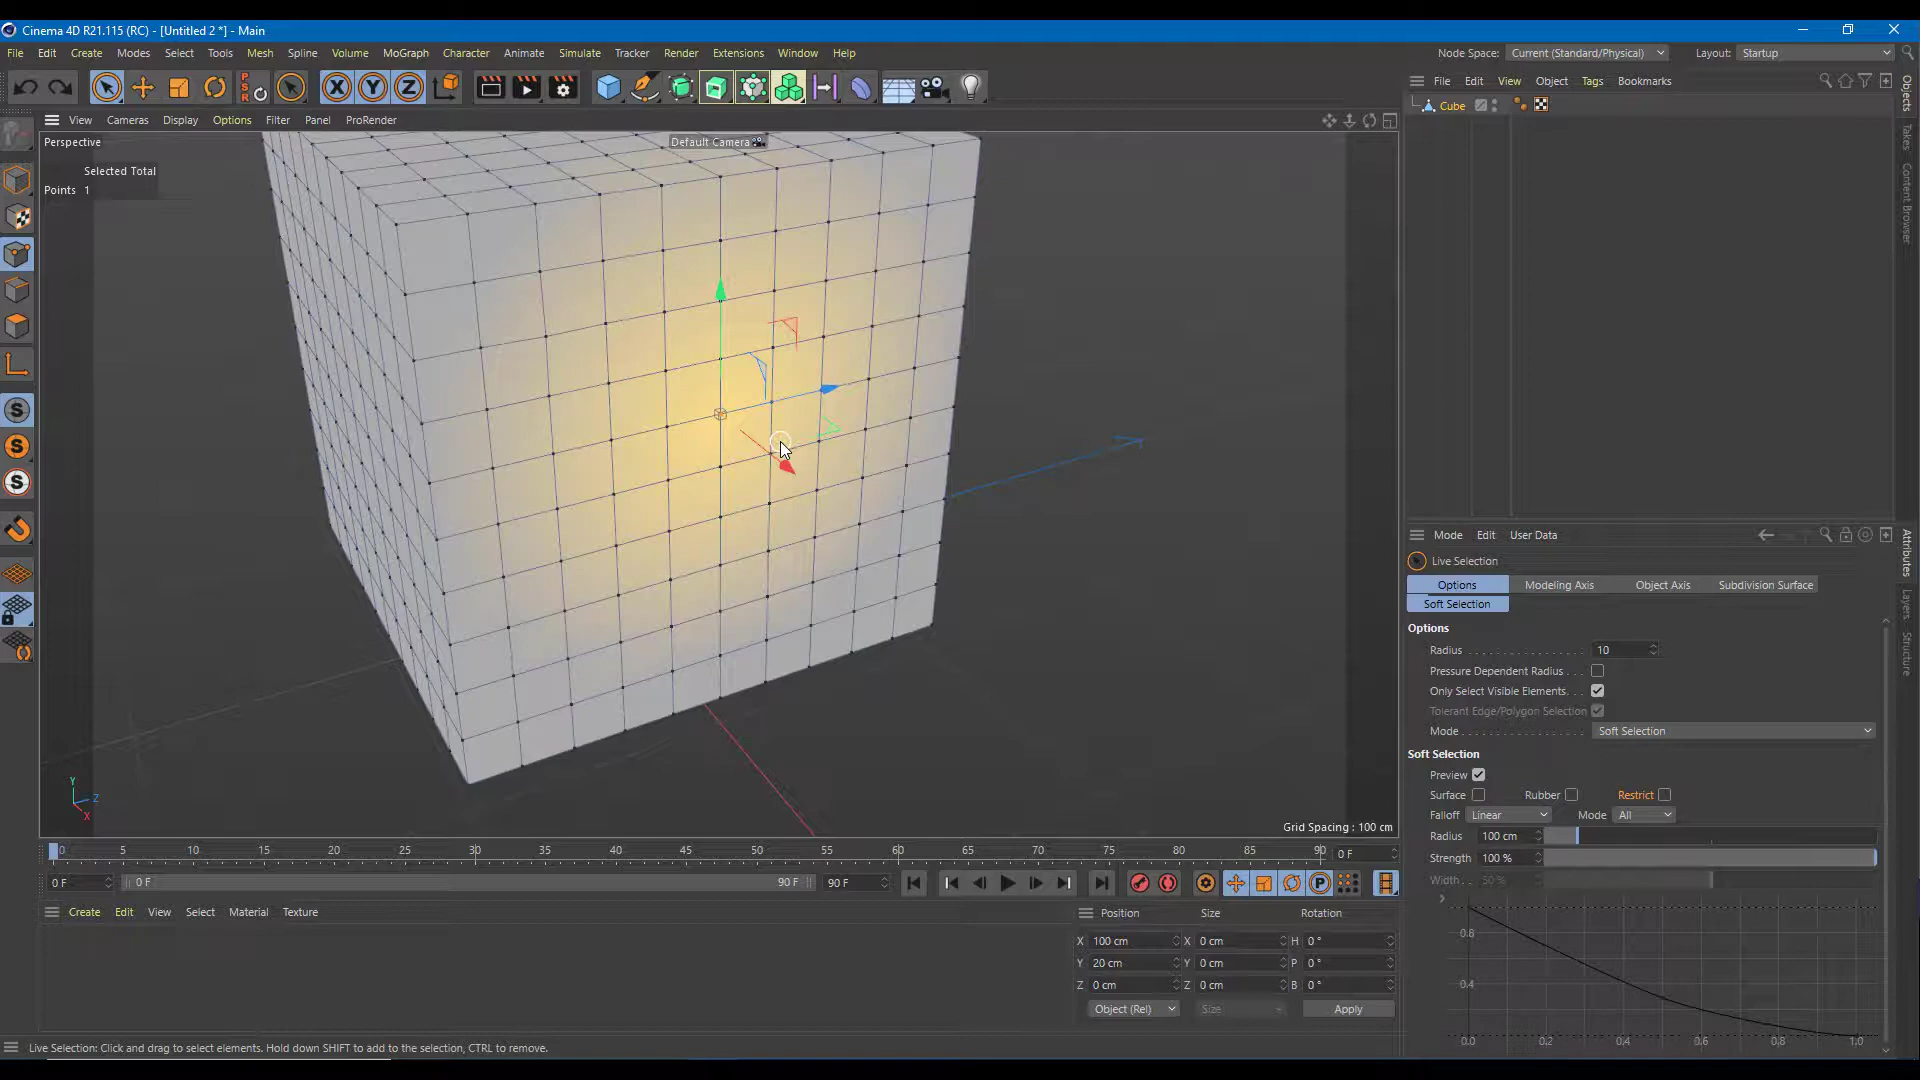 Cinema 4D R21.115 (RC) - [Untitled 2 *] - Main
File Edit Create Modes Select Tools Mesh Spline Volume MoGraph Character Animate Simulate Tracker Render Extensions Window Help
Node Space: Current (Standard/Physical) Layout: Startup
P S R X Y Z
File Edit View Object Tags Bookmarks
View Cameras Display Options Filter Panel ProRender
Cube
Objects
Takes
Content Browser
Perspective
Default Camera
Selected Total
Points 1
S
S
S
Y
Z
X
Grid Spacing : 100 cm
0 5 10 15 20 25 30 35 40 45 50 55 60 65 70 75 80 85 90 0 F
0 F 0 F 90 F 90 F P
Create Edit View Select Material Texture
Position Size Rotation
X 100 cm X 0 cm H 0 °
Y 20 cm Y 0 cm P 0 °
Z 0 cm Z 0 cm B 0 °
Object (Rel) Size Apply
Live Selection: Click and drag to select elements. Hold down SHIFT to add to the selection, CTRL to remove.
Mode Edit User Data
Attributes
Layers
Structure
Live Selection
Options Modeling Axis Object Axis Subdivision Surface
Soft Selection
Options
Radius 10
Pressure Dependent Radius
Only Select Visible Elements
Tolerant Edge/Polygon Selection
Mode Soft Selection
Soft Selection
Preview
Surface Rubber Restrict
Falloff Linear Mode All
Radius 100 cm
Strength 100 %
Width 50 %
0.8
0.4
0.0 0.2 0.4 0.6 0.8 1.0